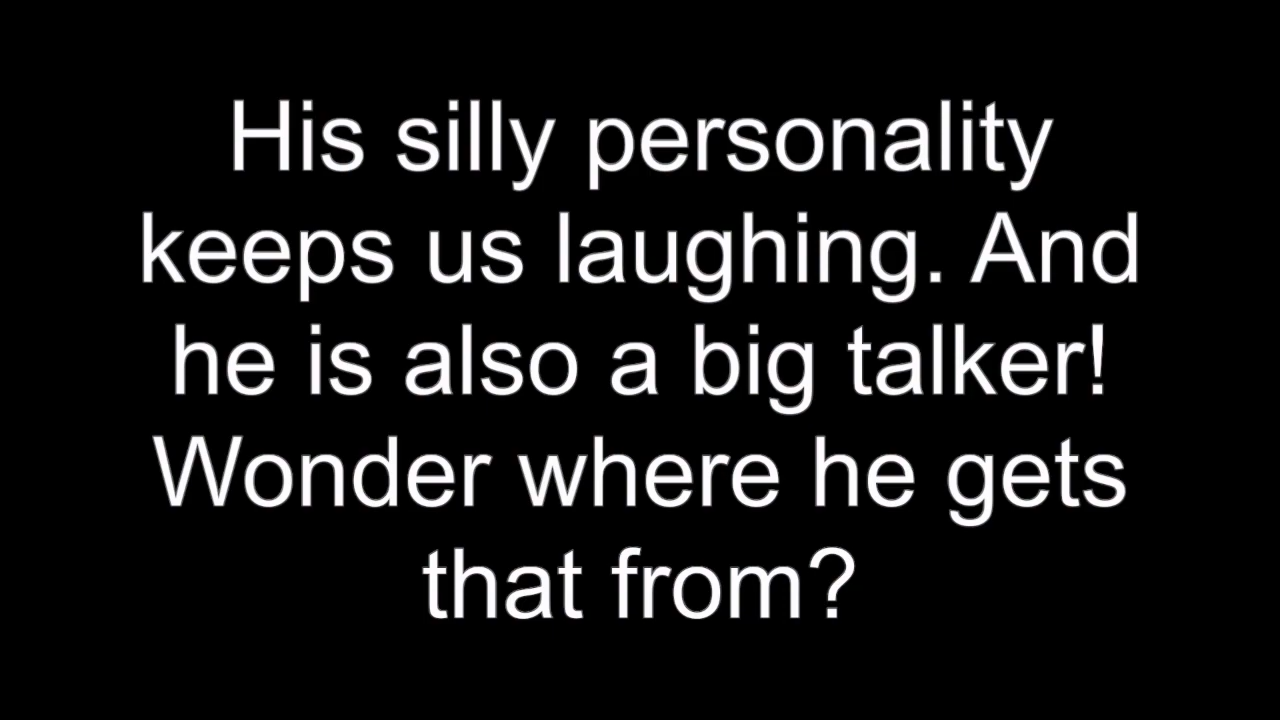 His silly personality
keeps us laughing. And
he is also a big talker!
Wonder where he gets
that from?